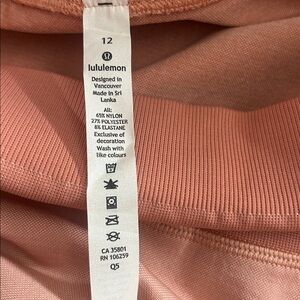 12
lululemon
Designed in
Vancouver
Made in Sri
Lanka
All:
65% NYLON
27% POLYESTER
8% ELASTANE
Exclusive of
decoration
Wash with
like colours
CA 35801
RN 106259
Q5